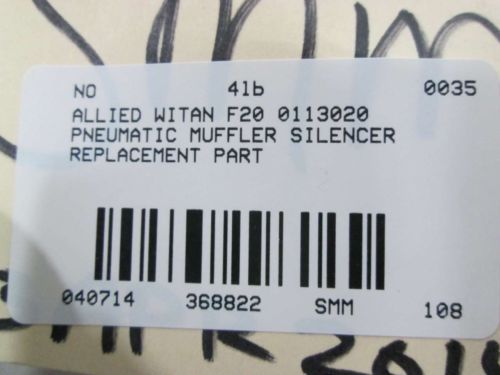 NO 41b 0035
ALLIED WITAN F20 0113020
PNEUMATIC MUFFLER SILENCER
REPLACEMENT PART
040714 368822 SMM 108